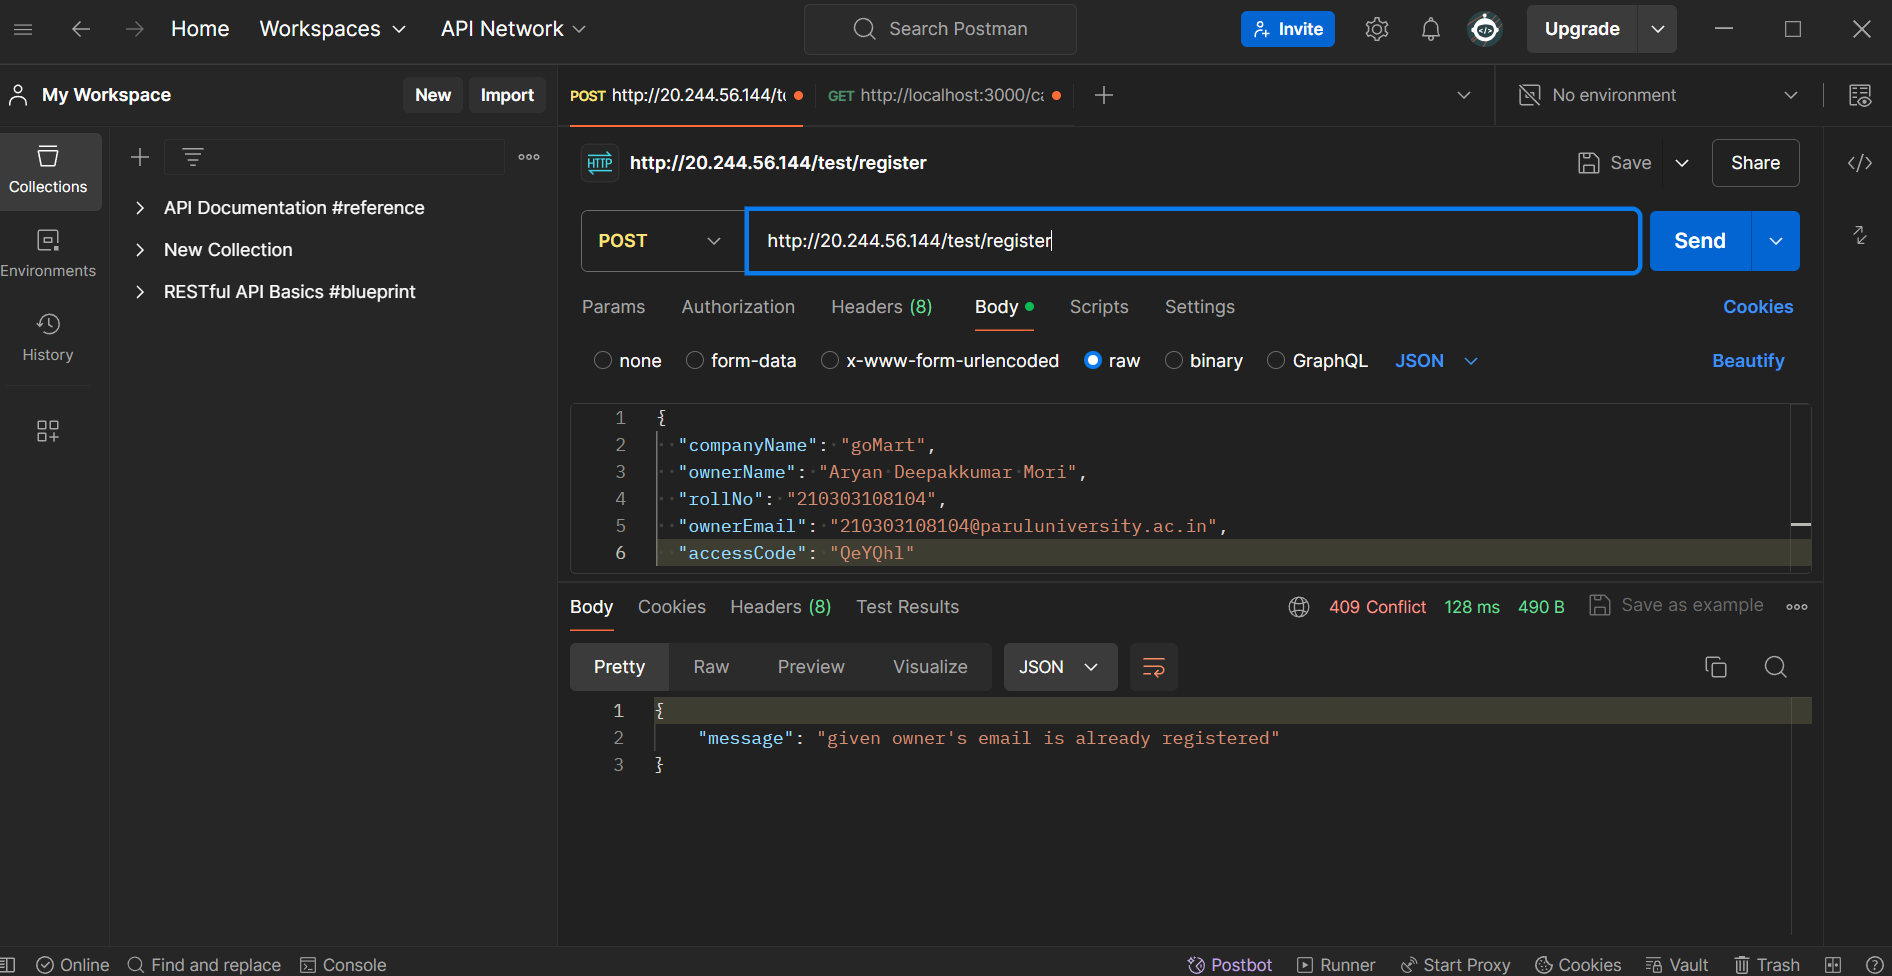 Home Workspaces API Network Search Postman Invite Upgrade
My Workspace New Import POST http://20.244.56.144/te GET http://localhost:3000/ca No environment
Collections
Environments
History
API Documentation #reference
New Collection
RESTful API Basics #blueprint
HTTP http://20.244.56.144/test/register Save Share
POST http://20.244.56.144/test/register Send
Params Authorization Headers (8) Body Scripts Settings Cookies
none form-data x-www-form-urlencoded raw binary GraphQL JSON Beautify
1 {
2 "companyName": "goMart",
3 "ownerName": "Aryan Deepakkumar Mori",
4 "rollNo": "210303108104",
5 "ownerEmail": "210303108104@paruluniversity.ac.in",
6 "accessCode": "QeYQhl"
Body Cookies Headers (8) Test Results 409 Conflict 128 ms 490 B Save as example
Pretty Raw Preview Visualize JSON
1 {
2 "message": "given owner's email is already registered"
3 }
Online Find and replace Console Postbot Runner Start Proxy Cookies Vault Trash